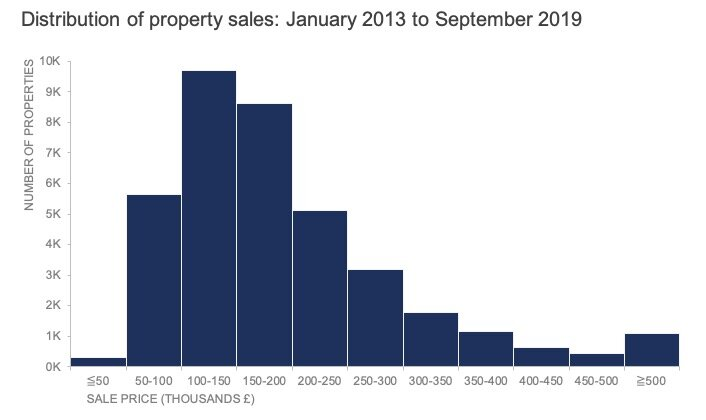 Distribution of property sales: January 2013 to September 2019
NUMBER OF PROPERTIES
10K
9K
8K
7K
6K
5K
4K
3K
2K
1K
0K
≦50 50-100 100-150 150-200 200-250 250-300 300-350 350-400 400-450 450-500 ≧500
SALE PRICE (THOUSANDS £)